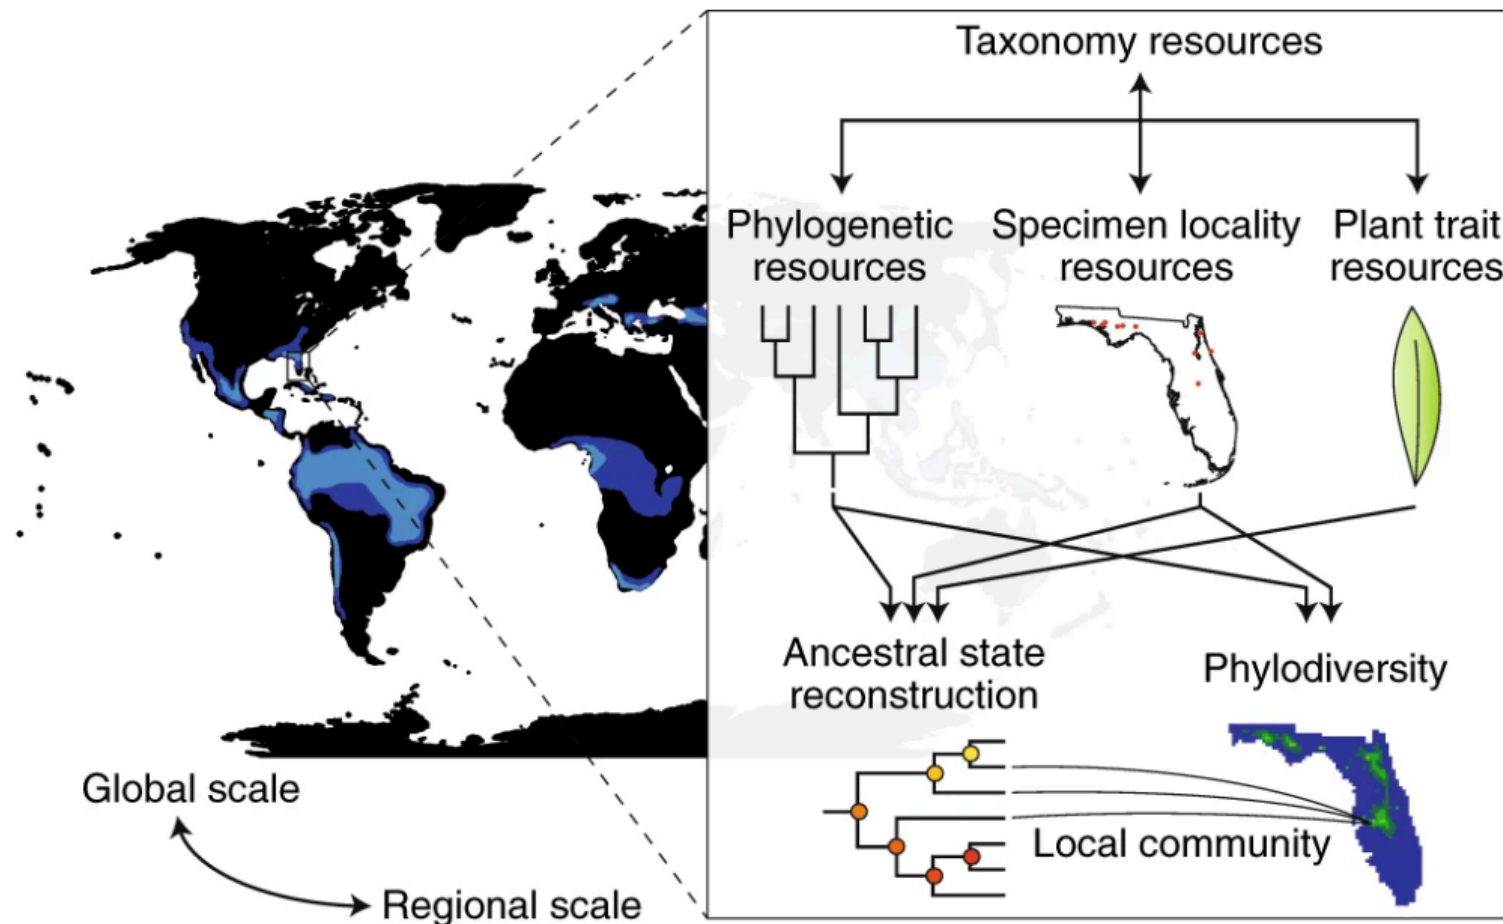 Taxonomy resources
Phylogenetic
resources
Specimen locality
resources
Plant trait
resources
Ancestral state
reconstruction
Phylodiversity
Local community
Global scale
Regional scale